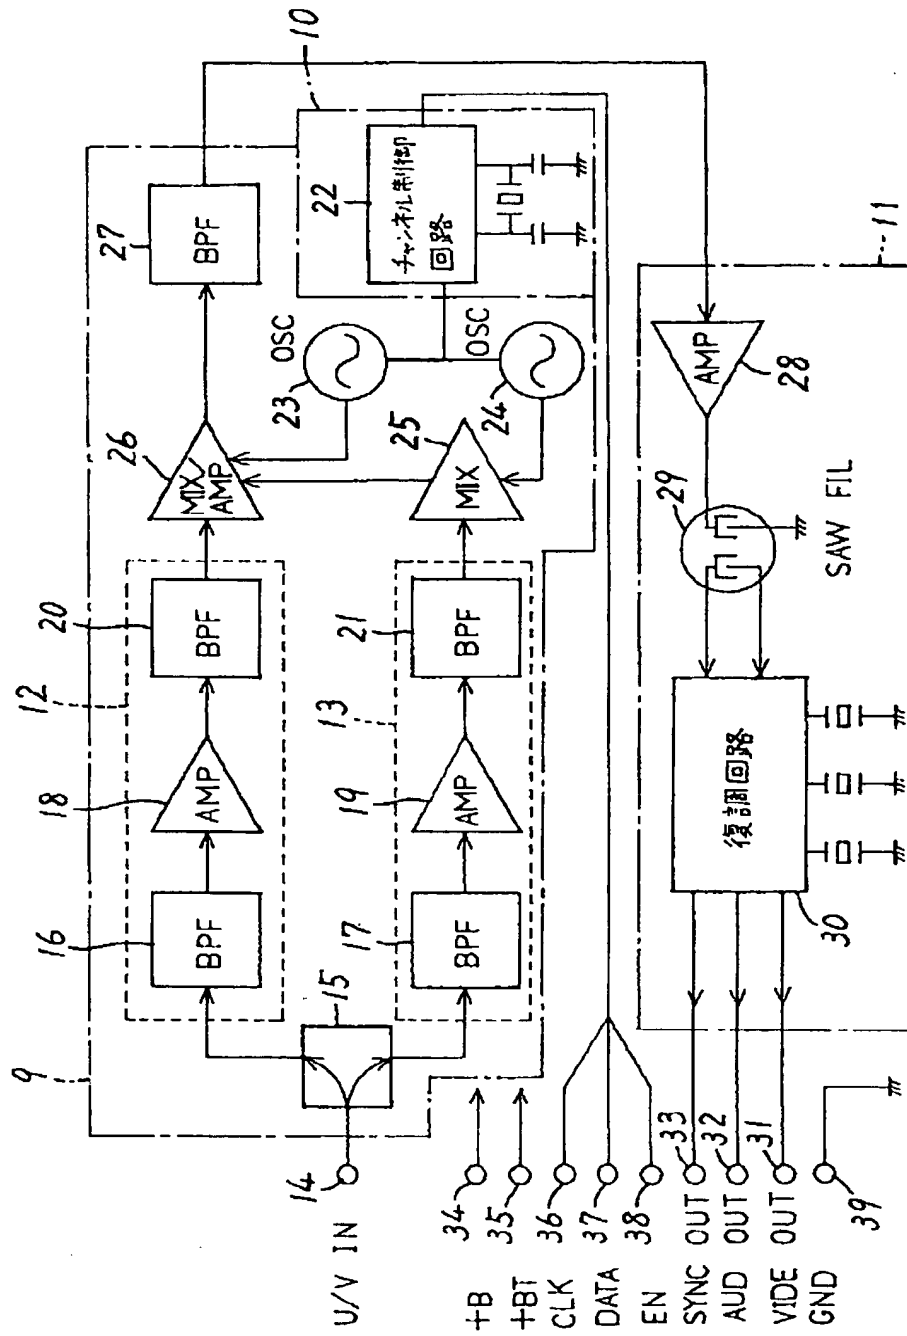 9
12
16
BPF
18
AMP
20
BPF
26
MIX/
AMP
27
BPF
10
22
チャンネル制御
回路
OSC
23
OSC
24
25
MIX
13
17
BPF
19
AMP
21
BPF
15
14
U/V IN
34
+B
35
+BT
36
CLK
37
DATA
38
EN
33
SYNC OUT
32
AUD OUT
31
VIDE OUT
39
GND
11
AMP
28
29
SAW FIL
復調回路
30